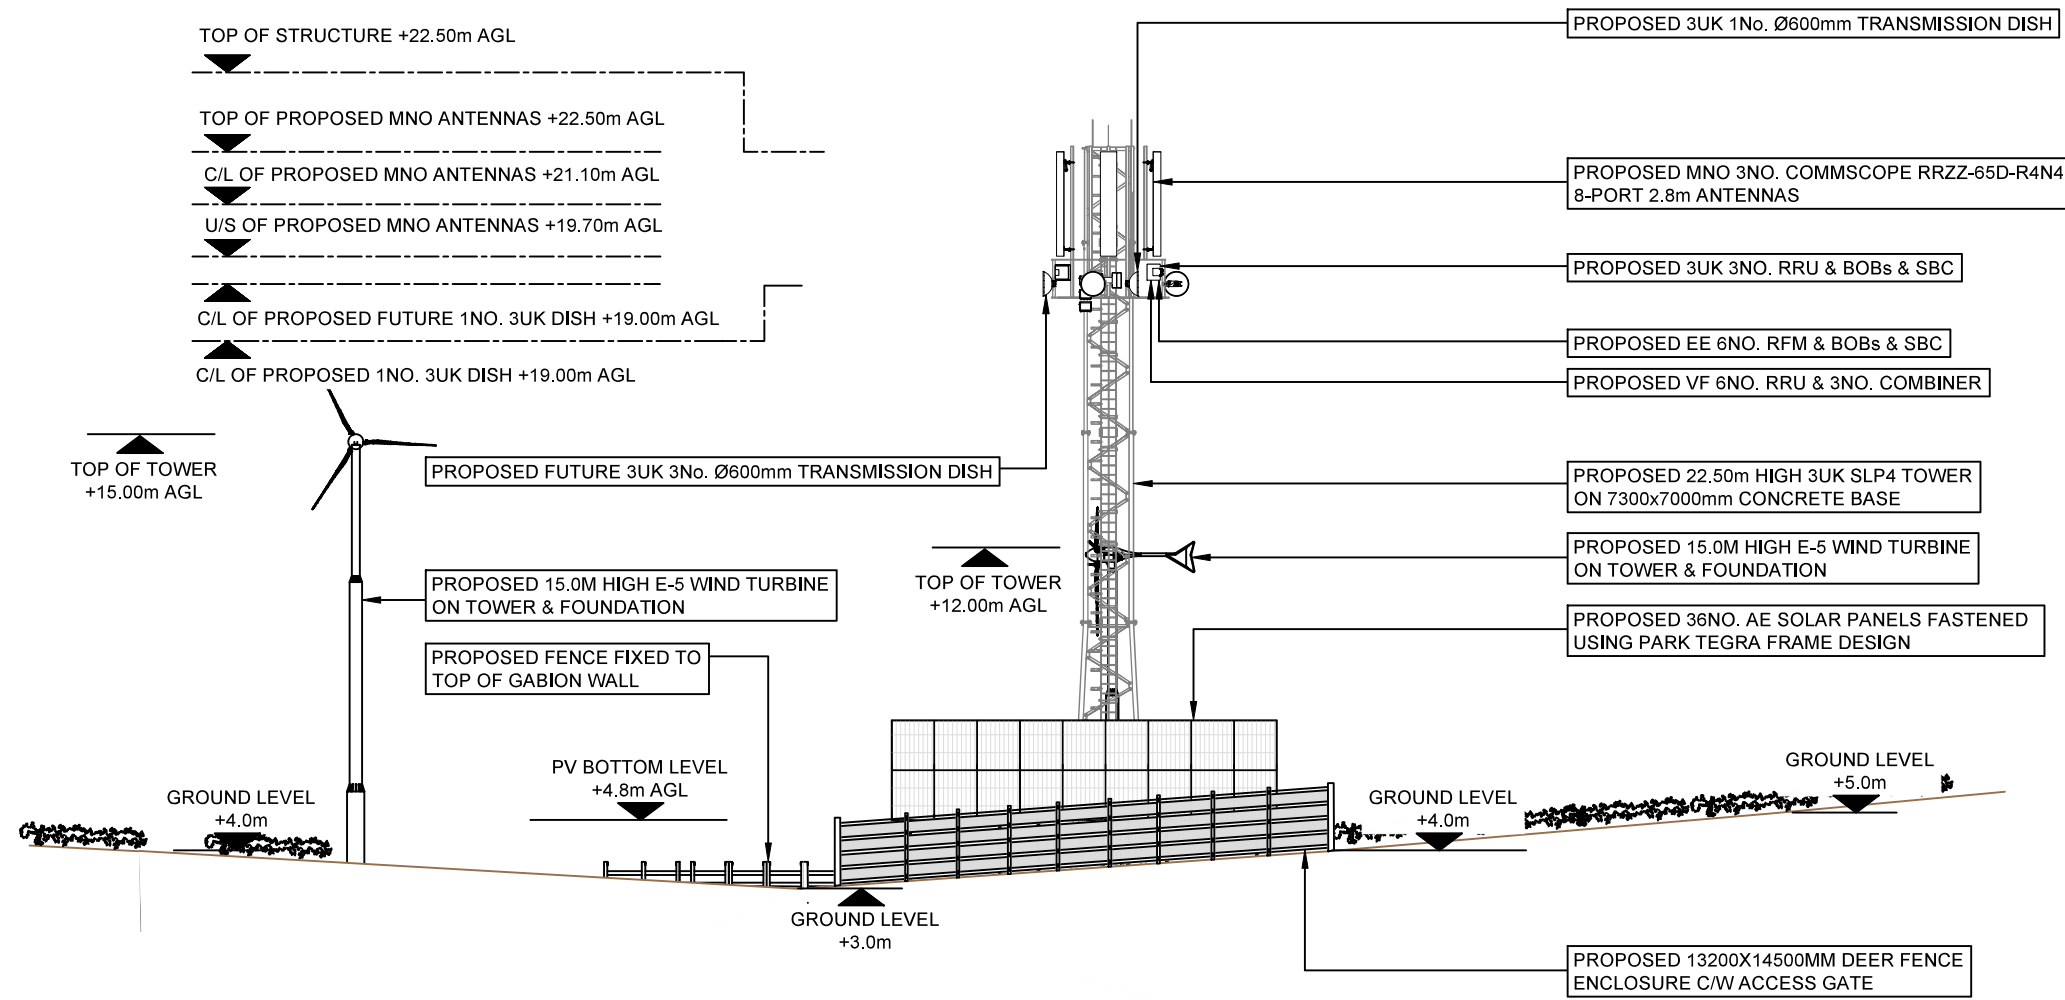 TOP OF STRUCTURE +22.50m AGL
TOP OF PROPOSED MNO ANTENNAS +22.50m AGL
C/L OF PROPOSED MNO ANTENNAS +21.10m AGL
U/S OF PROPOSED MNO ANTENNAS +19.70m AGL
C/L OF PROPOSED FUTURE 1NO. 3UK DISH +19.00m AGL
C/L OF PROPOSED 1NO. 3UK DISH +19.00m AGL
TOP OF TOWER
+15.00m AGL
PROPOSED FUTURE 3UK 3No. Ø600mm TRANSMISSION DISH
PROPOSED 15.0M HIGH E-5 WIND TURBINE
ON TOWER & FOUNDATION
PROPOSED FENCE FIXED TO
TOP OF GABION WALL
TOP OF TOWER
+12.00m AGL
PV BOTTOM LEVEL
+4.8m AGL
GROUND LEVEL
+4.0m
GROUND LEVEL
+3.0m
GROUND LEVEL
+4.0m
GROUND LEVEL
+5.0m
PROPOSED 3UK 1No. Ø600mm TRANSMISSION DISH
PROPOSED MNO 3NO. COMMSCOPE RRZZ-65D-R4N4
8-PORT 2.8m ANTENNAS
PROPOSED 3UK 3NO. RRU & BOBs & SBC
PROPOSED EE 6NO. RFM & BOBs & SBC
PROPOSED VF 6NO. RRU & 3NO. COMBINER
PROPOSED 22.50m HIGH 3UK SLP4 TOWER
ON 7300x7000mm CONCRETE BASE
PROPOSED 15.0M HIGH E-5 WIND TURBINE
ON TOWER & FOUNDATION
PROPOSED 36NO. AE SOLAR PANELS FASTENED
USING PARK TEGRA FRAME DESIGN
PROPOSED 13200X14500MM DEER FENCE
ENCLOSURE C/W ACCESS GATE